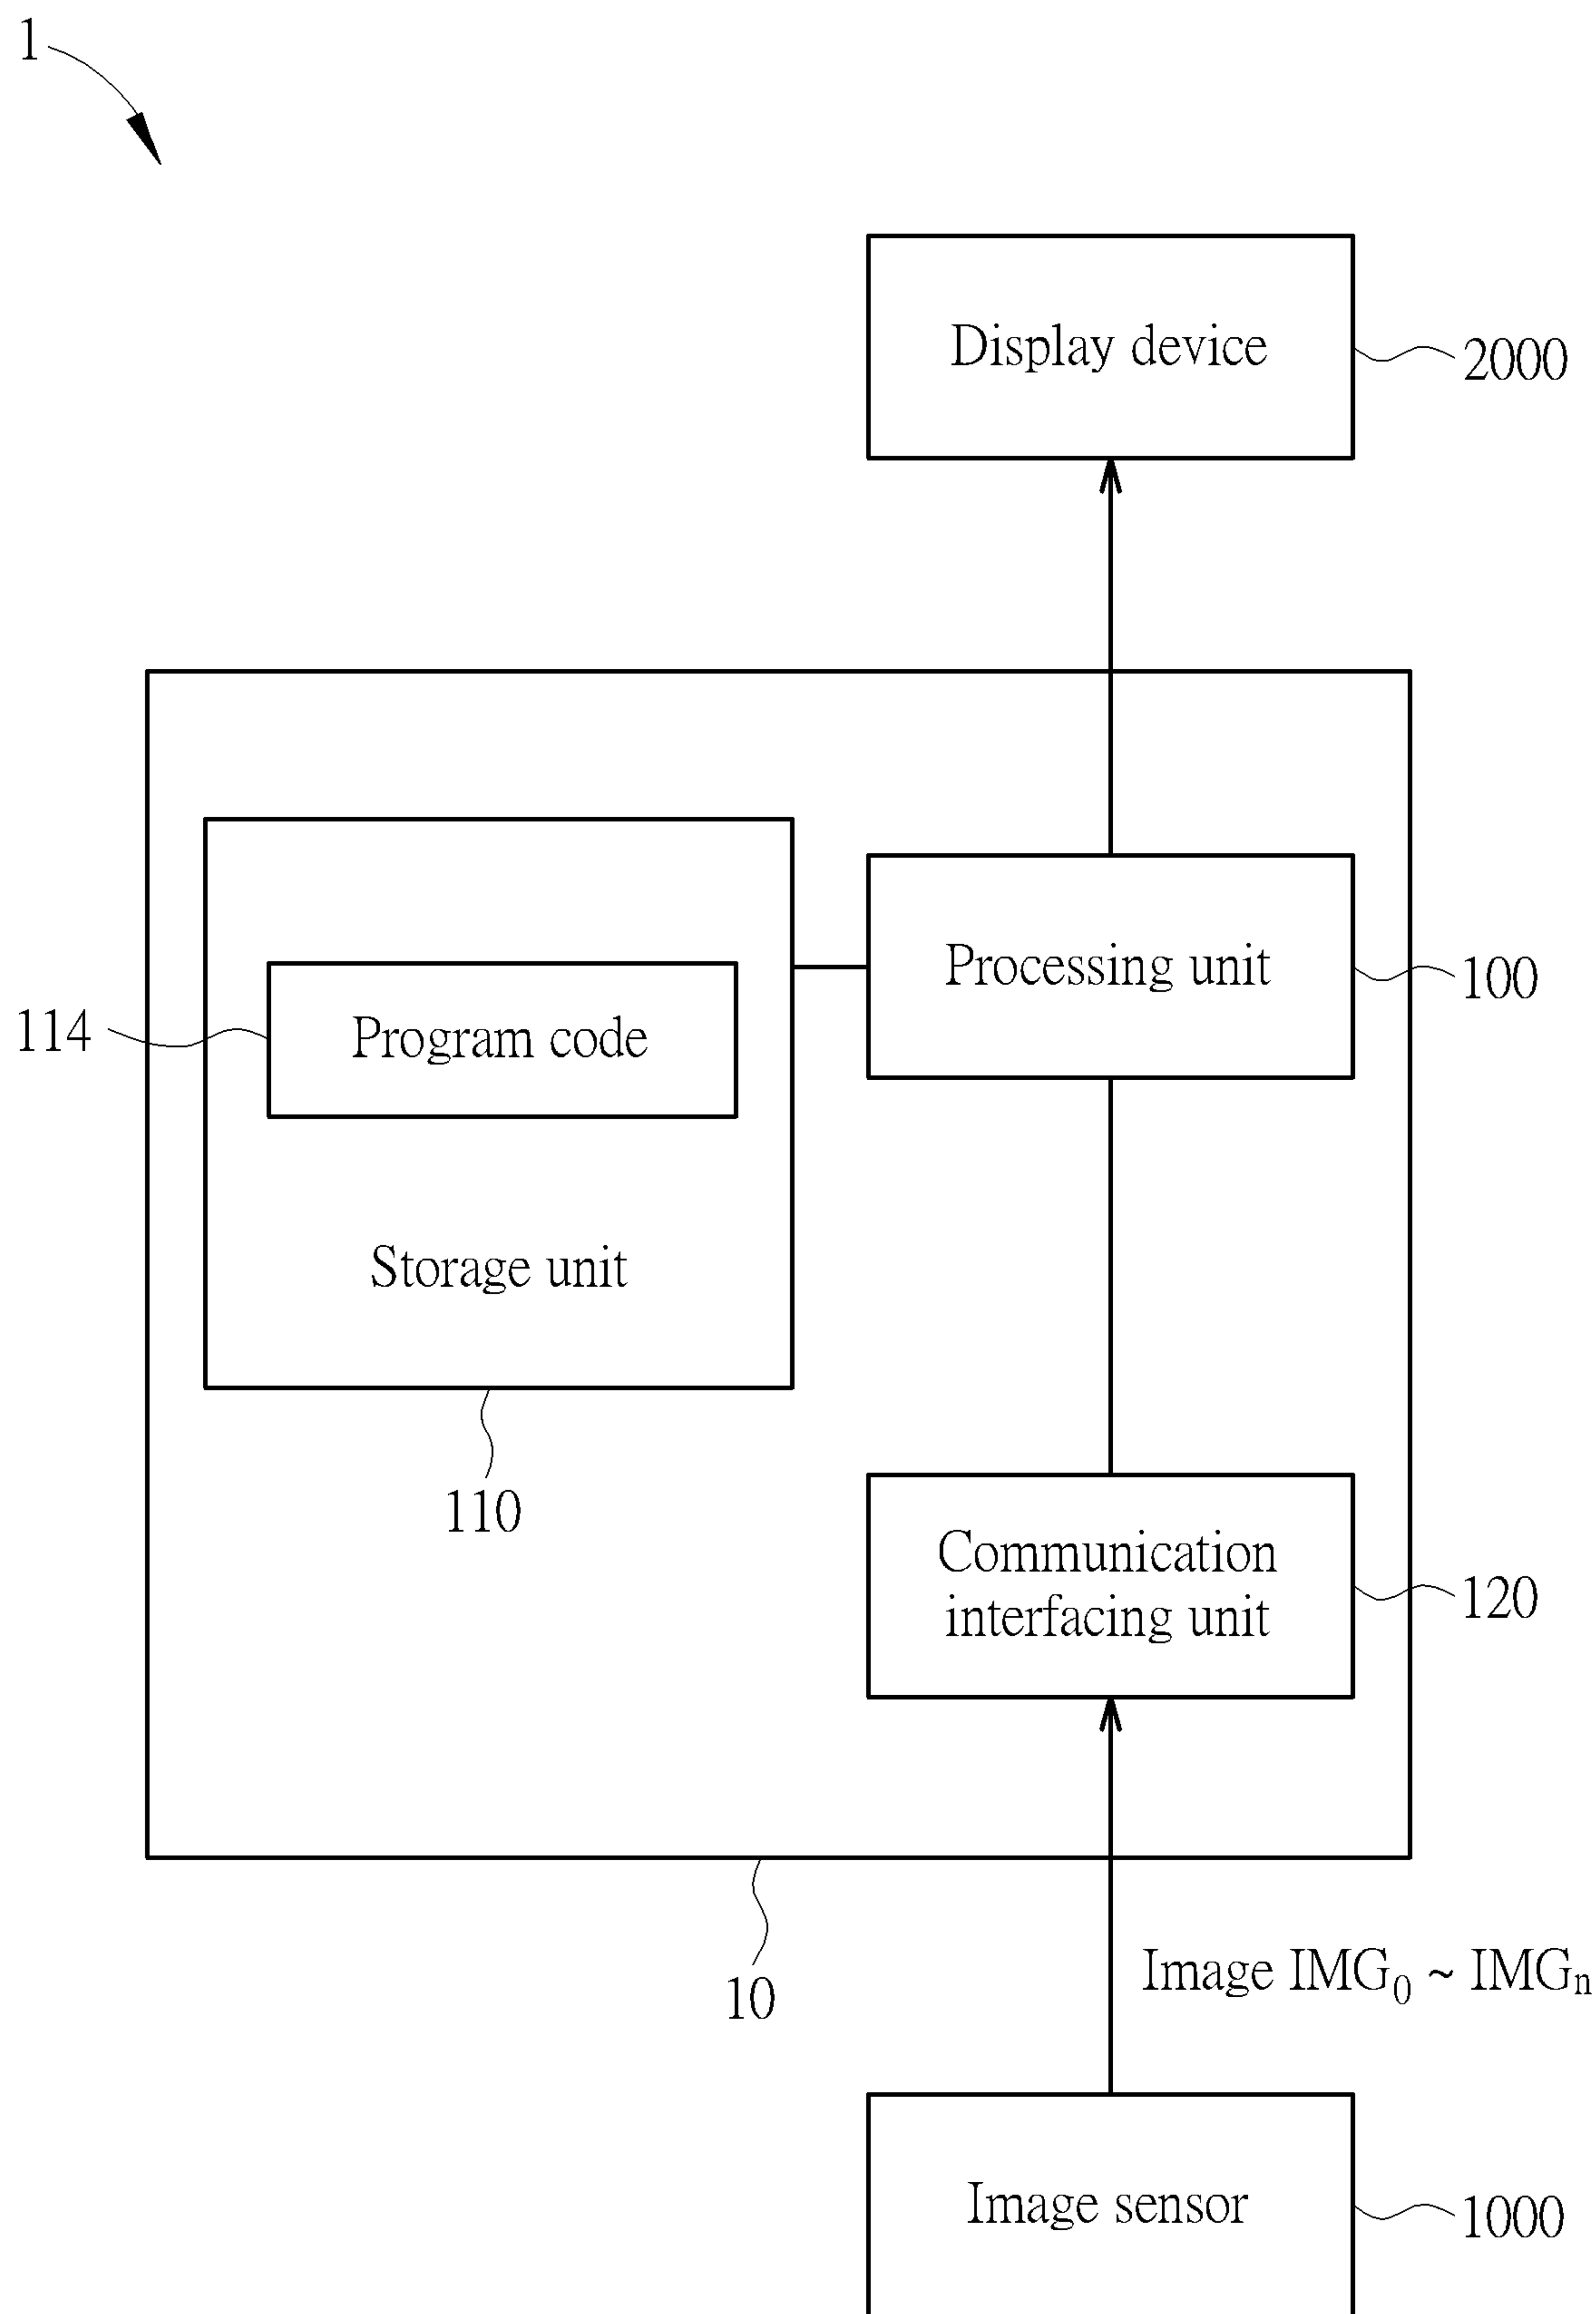 1
Display device
2000
Processing unit
100
114
Program code
Storage unit
110
Communication
interfacing unit
120
10
Image IMG₀ ~ IMGₙ
Image sensor
1000